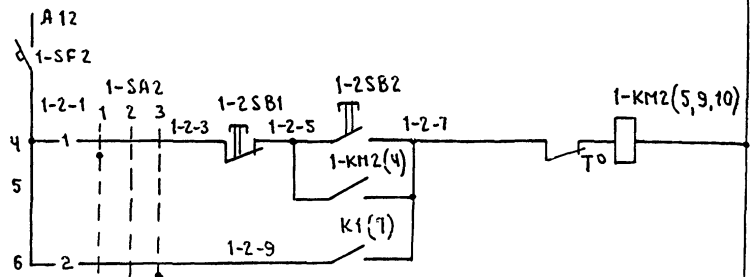 A12
1-SF2
1-SA2
1-2-1
1 2 3
1-2-3
1-2SB1
1-2-5
1-2SB2
1-2-7
1-KM2(5,9,10)
4
1
1-KM2(4)
T°
5
K1(7)
6
2
1-2-9